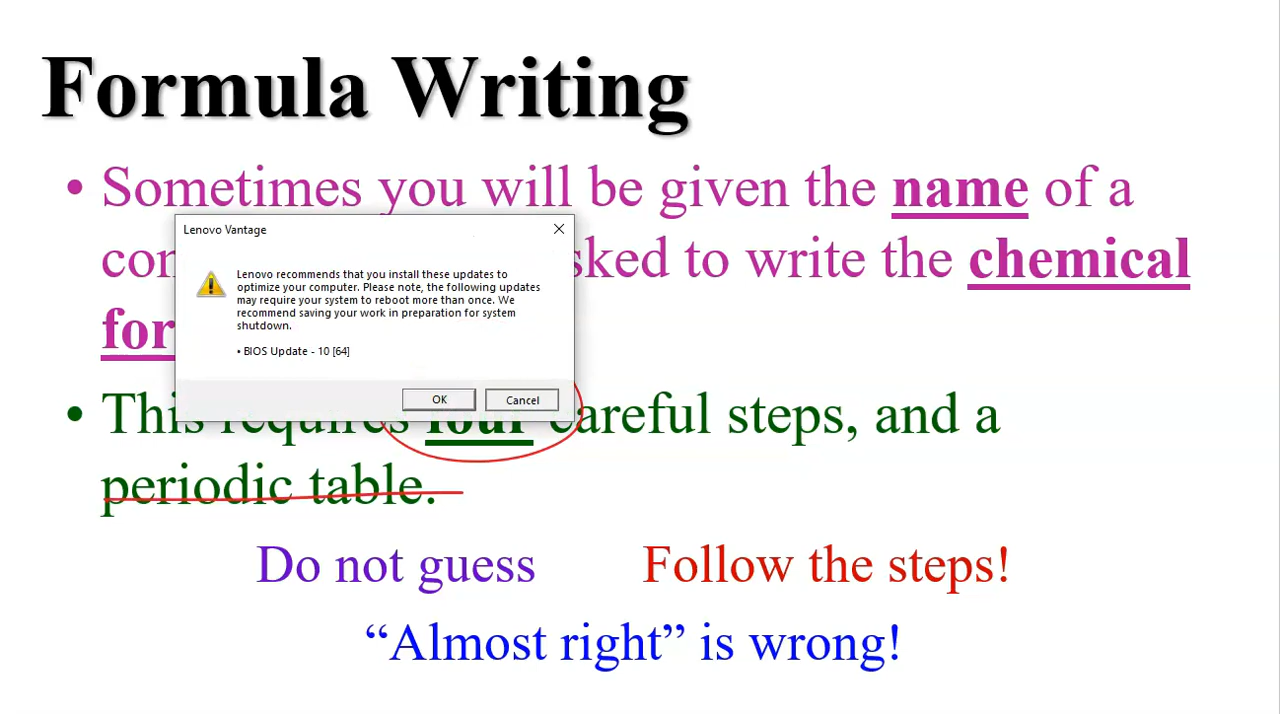 Formula Writing
• Sometimes you will be given the name of a
con sked to write the chemical
for
Lenovo Vantage
Lenovo recommends that you install these updates to
optimize your computer. Please note, the following updates
may require your system to reboot more than once. We
recommend saving your work in preparation for system
shutdown.
• BIOS Update - 10 [64]
OK Cancel
• This requires four careful steps, and a
periodic table.
Do not guess Follow the steps!
“Almost right” is wrong!